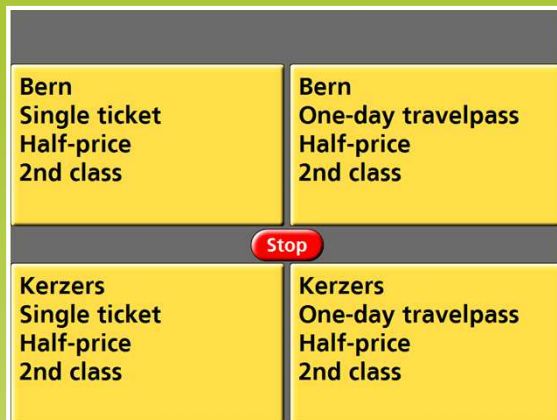 Bern
Single ticket
Half-price
2nd class
Bern
One-day travelpass
Half-price
2nd class
Stop
Kerzers
Single ticket
Half-price
2nd class
Kerzers
One-day travelpass
Half-price
2nd class